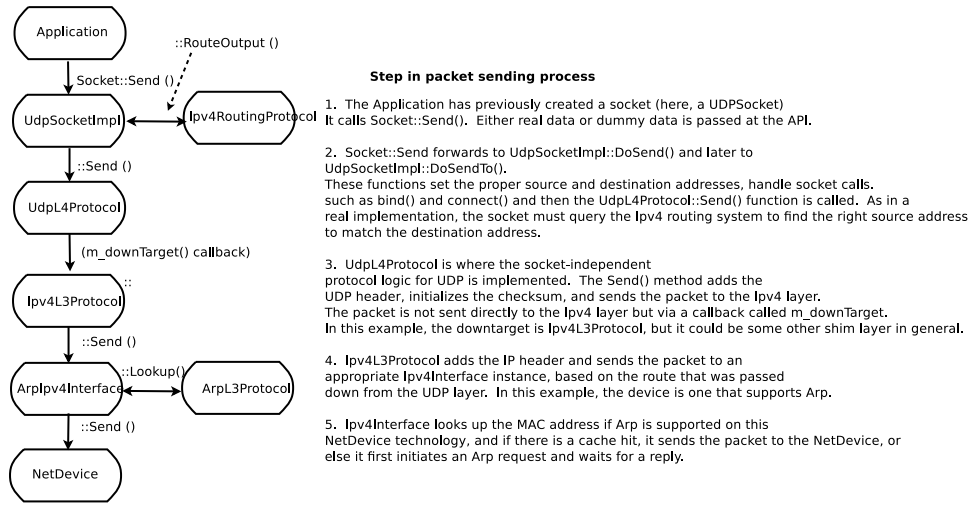 Application
::RouteOutput ()
Socket::Send ()
UdpSocketImpl
Ipv4RoutingProtocol
::Send ()
UdpL4Protocol
(m_downTarget() callback)
::
Ipv4L3Protocol
::Send ()
::Lookup()
ArpIpv4Interface
ArpL3Protocol
::Send ()
NetDevice
Step in packet sending process
1. The Application has previously created a socket (here, a UDPSocket)
It calls Socket::Send(). Either real data or dummy data is passed at the API.
2. Socket::Send forwards to UdpSocketImpl::DoSend() and later to
UdpSocketImpl::DoSendTo().
These functions set the proper source and destination addresses, handle socket calls.
such as bind() and connect() and then the UdpL4Protocol::Send() function is called. As in a
real implementation, the socket must query the Ipv4 routing system to find the right source address
to match the destination address.
3. UdpL4Protocol is where the socket-independent
protocol logic for UDP is implemented. The Send() method adds the
UDP header, initializes the checksum, and sends the packet to the Ipv4 layer.
The packet is not sent directly to the Ipv4 layer but via a callback called m_downTarget.
In this example, the downtarget is Ipv4L3Protocol, but it could be some other shim layer in general.
4. Ipv4L3Protocol adds the IP header and sends the packet to an
appropriate Ipv4Interface instance, based on the route that was passed
down from the UDP layer. In this example, the device is one that supports Arp.
5. Ipv4Interface looks up the MAC address if Arp is supported on this
NetDevice technology, and if there is a cache hit, it sends the packet to the NetDevice, or
else it first initiates an Arp request and waits for a reply.